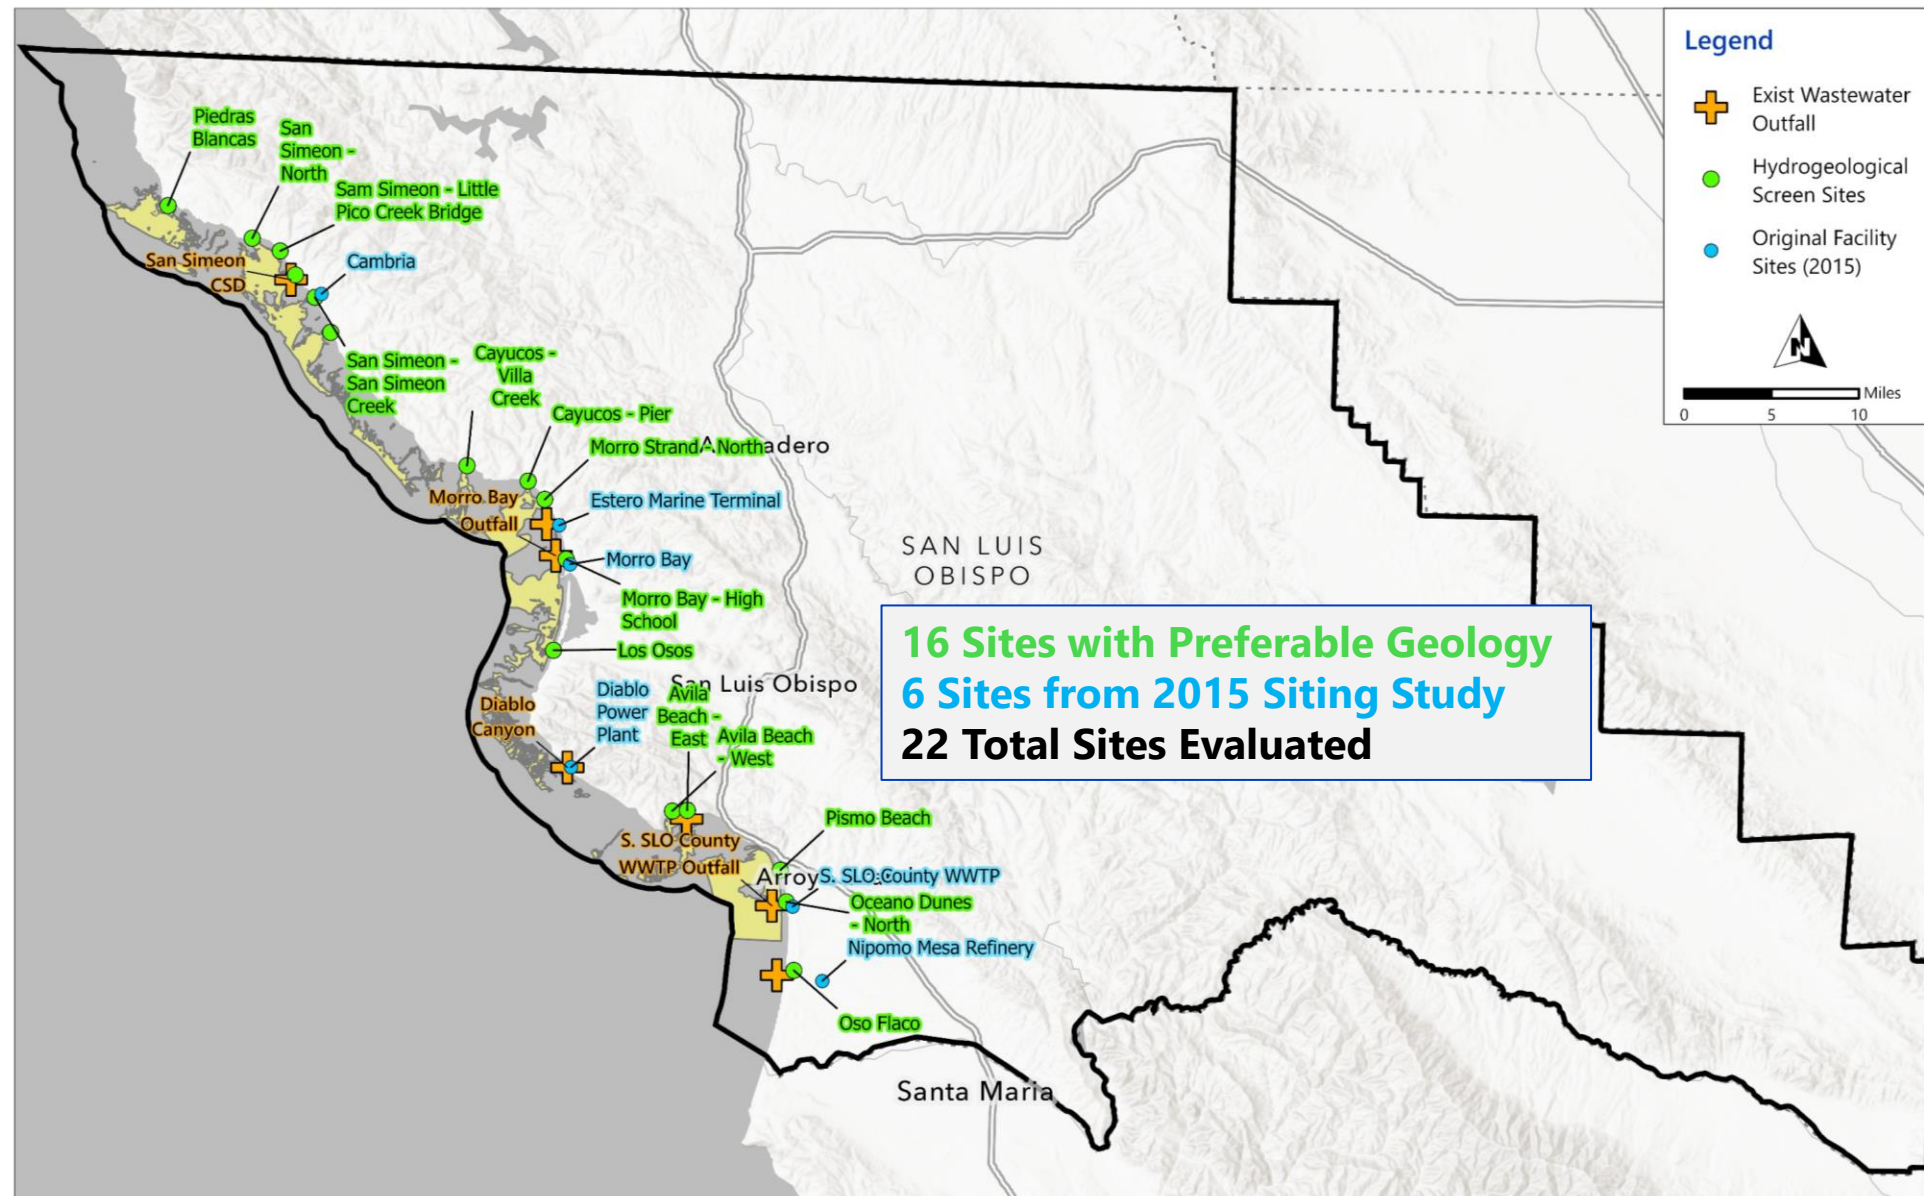 Legend
Exist Wastewater
Outfall
Hydrogeological
Screen Sites
Original Facility
Sites (2015)
N
Miles
0 5 10
Piedras
Blancas
San
Simeon -
North
Sam Simeon - Little
Pico Creek Bridge
San Simeon
CSD
Cambria
San Simeon -
San Simeon
Creek
Cayucos -
Villa
Creek
Cayucos - Pier
Morro Strand - North
adero
Morro Bay
Outfall
Estero Marine Terminal
Morro Bay
Morro Bay - High
School
Los Osos
SAN LUIS
OBISPO
16 Sites with Preferable Geology
6 Sites from 2015 Siting Study
22 Total Sites Evaluated
San Luis Obispo
Diablo
Canyon
Diablo
Power
Plant
Avila
Beach -
East
Avila Beach
- West
S. SLO County
WWTP Outfall
Pismo Beach
Arroy
S. SLO County WWTP
Oceano Dunes
- North
Nipomo Mesa Refinery
Oso Flaco
Santa Maria